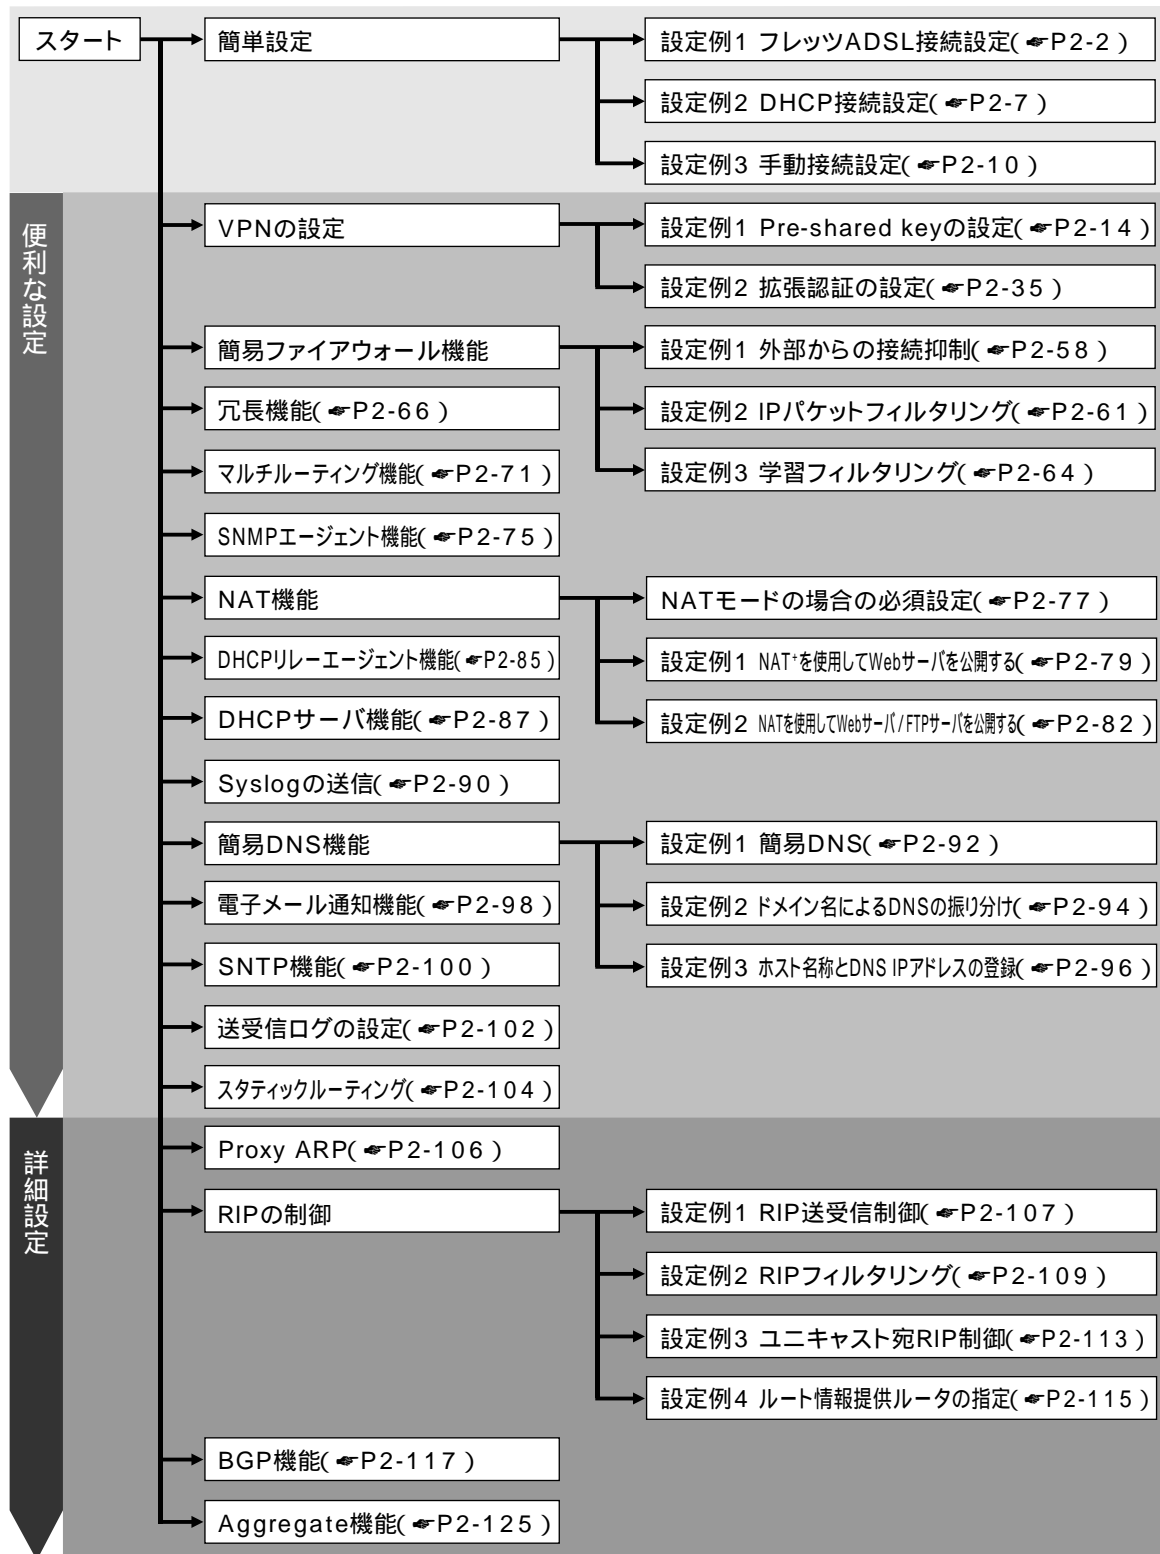 スタート
簡単設定
設定例1 フレッツADSL接続設定(☛P2-2)
設定例2 DHCP接続設定(☛P2-7)
設定例3 手動接続設定(☛P2-10)
便利な設定
VPNの設定
設定例1 Pre-shared keyの設定(☛P2-14)
設定例2 拡張認証の設定(☛P2-35)
簡易ファイアウォール機能
設定例1 外部からの接続抑制(☛P2-58)
冗長機能(☛P2-66)
設定例2 IPパケットフィルタリング(☛P2-61)
マルチルーティング機能(☛P2-71)
設定例3 学習フィルタリング(☛P2-64)
SNMPエージェント機能(☛P2-75)
NAT機能
NATモードの場合の必須設定(☛P2-77)
DHCPリレーエージェント機能(☛P2-85)
設定例1 NAT⁺を使用してWebサーバを公開する(☛P2-79)
DHCPサーバ機能(☛P2-87)
設定例2 NATを使用してWebサーバ/FTPサーバを公開する(☛P2-82)
Syslogの送信(☛P2-90)
簡易DNS機能
設定例1 簡易DNS(☛P2-92)
電子メール通知機能(☛P2-98)
設定例2 ドメイン名によるDNSの振り分け(☛P2-94)
SNTP機能(☛P2-100)
設定例3 ホスト名称とDNS IPアドレスの登録(☛P2-96)
送受信ログの設定(☛P2-102)
スタティックルーティング(☛P2-104)
詳細設定
Proxy ARP(☛P2-106)
RIPの制御
設定例1 RIP送受信制御(☛P2-107)
設定例2 RIPフィルタリング(☛P2-109)
設定例3 ユニキャスト宛RIP制御(☛P2-113)
設定例4 ルート情報提供ルータの指定(☛P2-115)
BGP機能(☛P2-117)
Aggregate機能(☛P2-125)